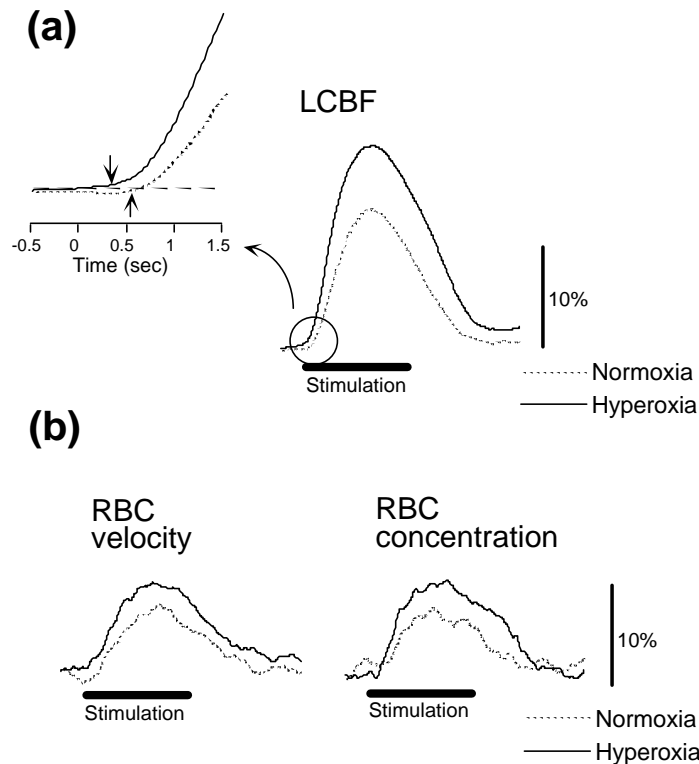 (a)
LCBF
-0.5 0 0.5 1 1.5
Time (sec)
10%
Stimulation
Normoxia
Hyperoxia
(b)
RBC
velocity
RBC
concentration
10%
Stimulation
Stimulation
Normoxia
Hyperoxia